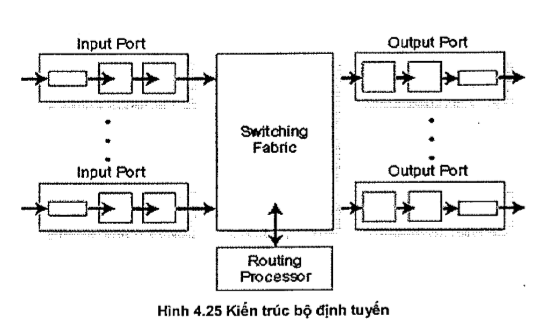 Input Port
Output Port
Switching
Fabric
Input Port
Output Port
Routing
Processor
Hình 4.25 Kiến trúc bộ định tuyến